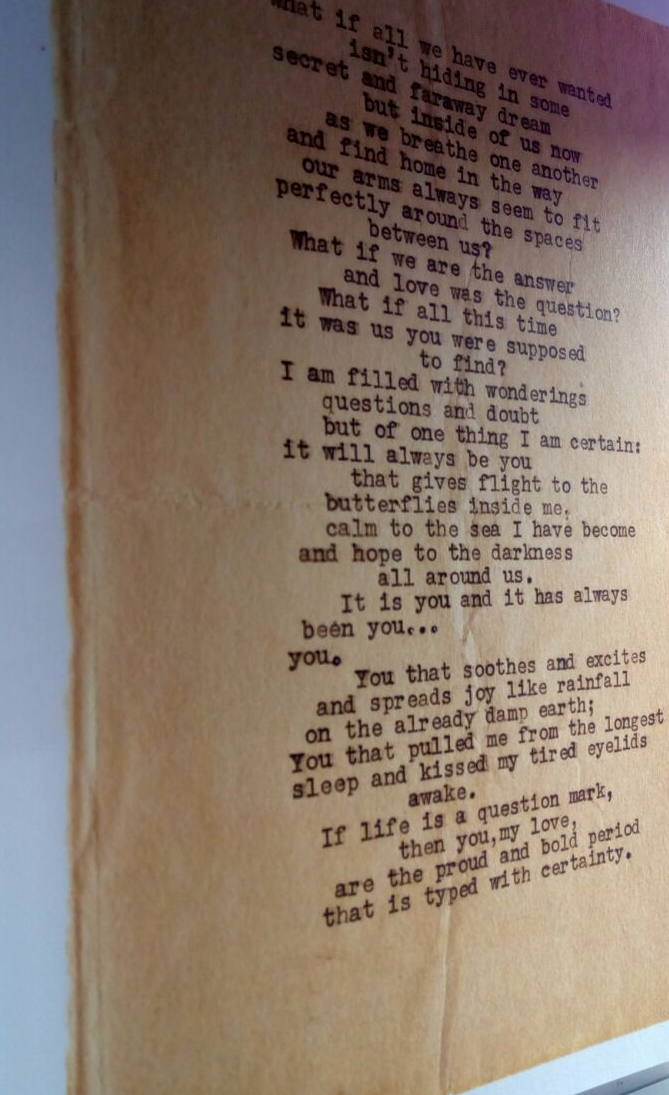 What if all we have ever wanted
isn't hiding in some
secret and faraway dream
but inside of us now
as we breathe one another
and find home in the way
our arms always seem to fit
perfectly around the spaces
between us?
What if we are the answer
and love was the question?
What if all this time
it was us you were supposed
to find?
I am filled with wonderings
questions and doubt
but of one thing I am certain:
it will always be you
that gives flight to the
butterflies inside me,
calm to the sea I have become
and hope to the darkness
all around us.
It is you and it has always
been you...
you.
You that soothes and excites
and spreads joy like rainfall
on the already damp earth;
You that pulled me from the longest
sleep and kissed my tired eyelids
awake.
If life is a question mark,
then you,my love,
are the proud and bold period
that is typed with certainty.